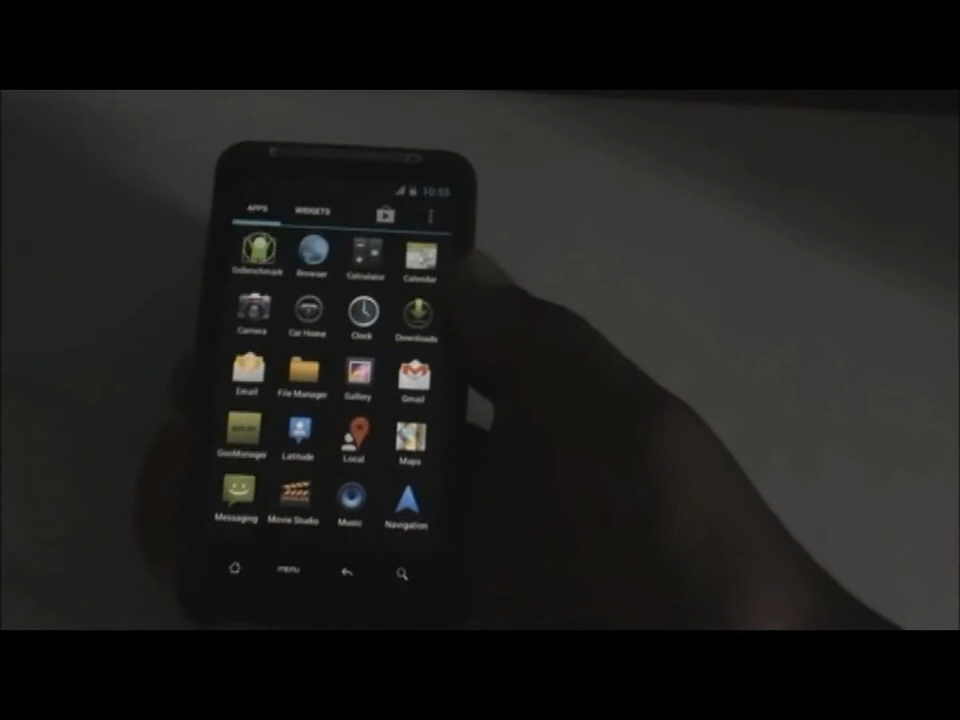 10:55
APPS WIDGETS
GLBenchmark Browser Calculator Calendar
Camera Car Home Clock Downloads
Email File Manager Gallery Gmail
GooManager Latitude Local Maps
Messaging Movie Studio Music Navigation
MENU